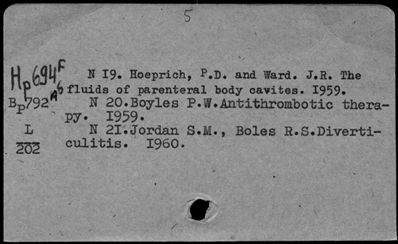 5
Hp694F
A6
N 19. Hoeprich, P.D. and Ward. J.R. The
fluids of parenteral body cavites. 1959.
Bp792
N 20.Boyles P.W.Antithrombotic thera-
py. 1959.
L
202
N 21.Jordan S.M., Boles R.S.Diverti-
culitis. 1960.